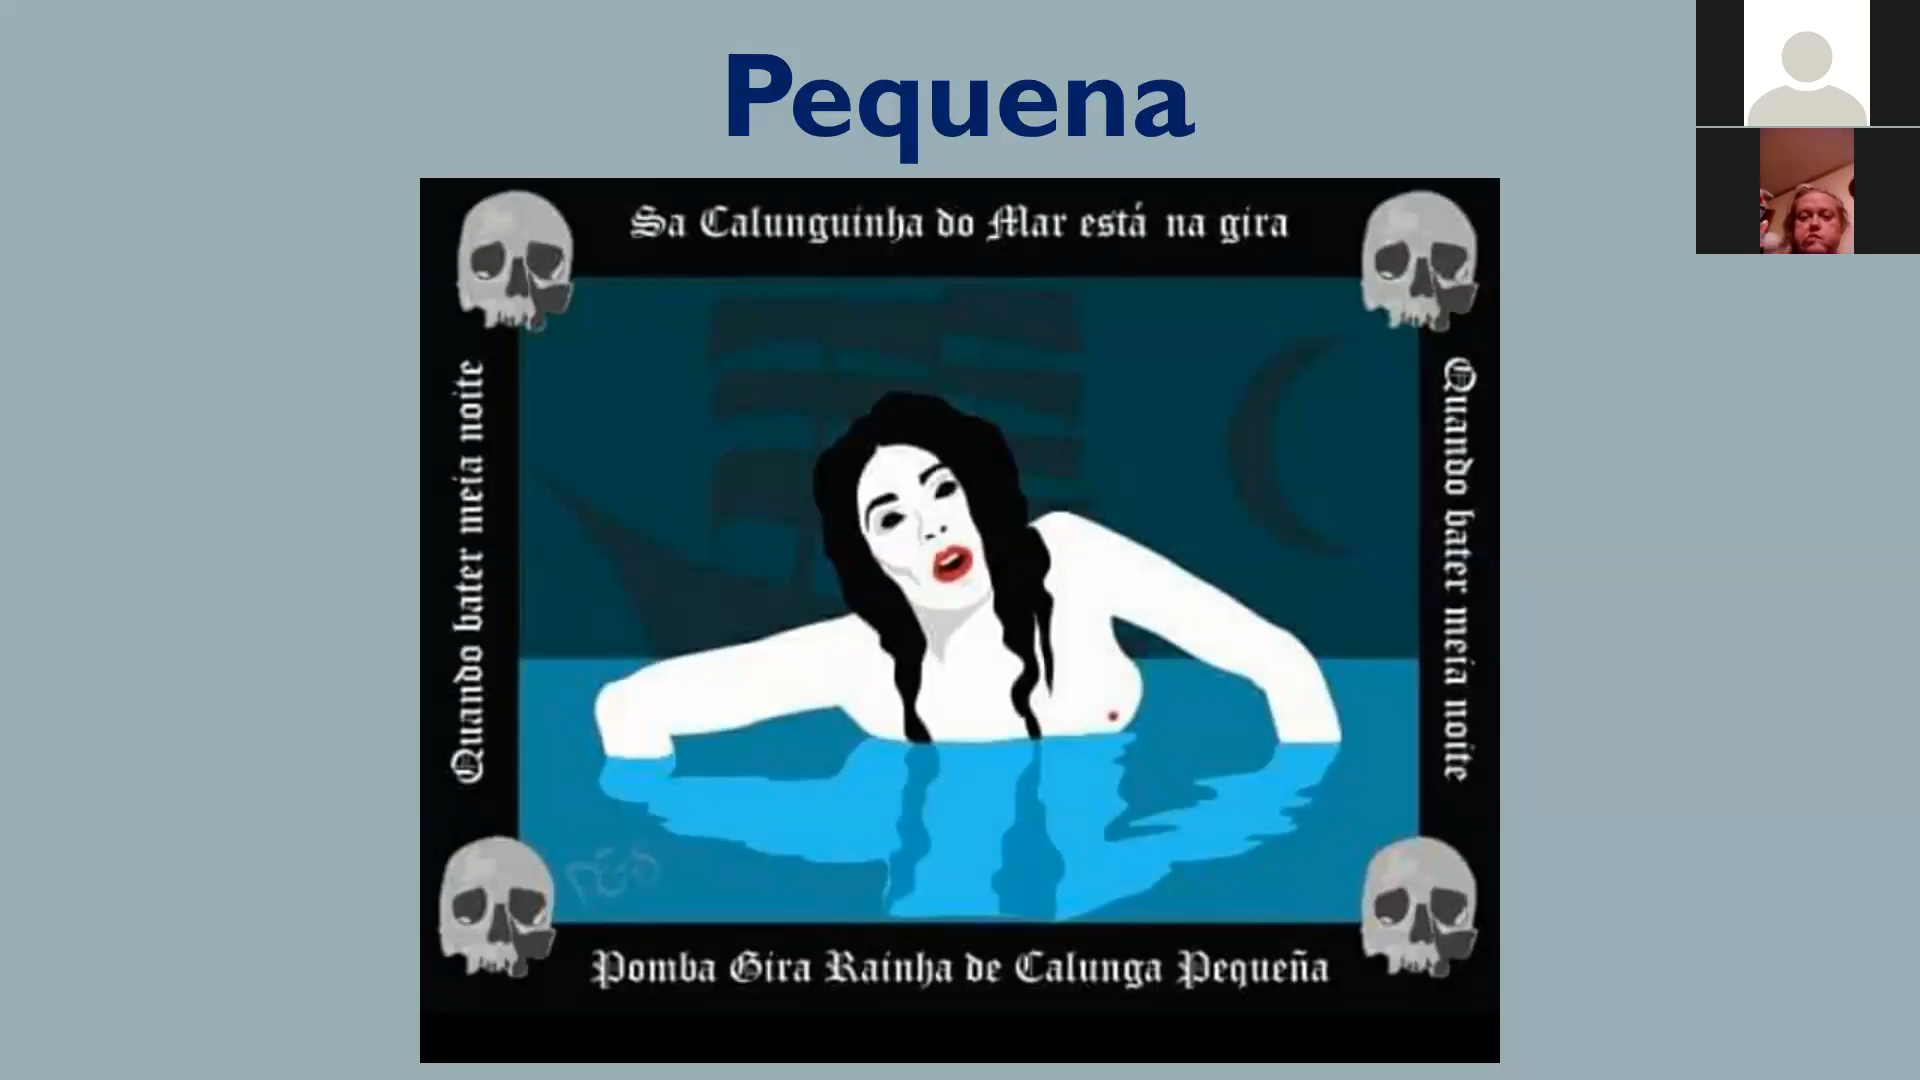 Pequena
Sa Calunguinha do Mar está na gira
Quando bater meia noite
Quando bater meia noite
Pomba Gira Rainha de Calunga Pequeña